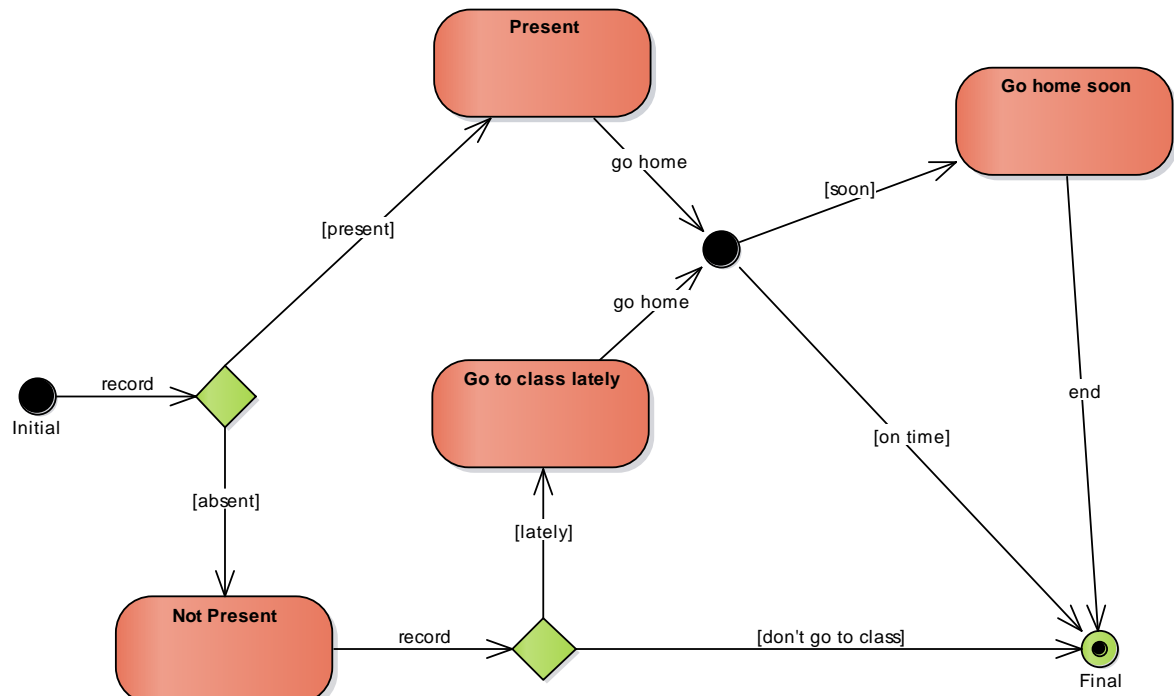 Present
Go home soon
go home
[soon]
[present]
go home
Go to class lately
record
Initial
end
[on time]
[absent]
[lately]
Not Present
record
[don't go to class]
Final